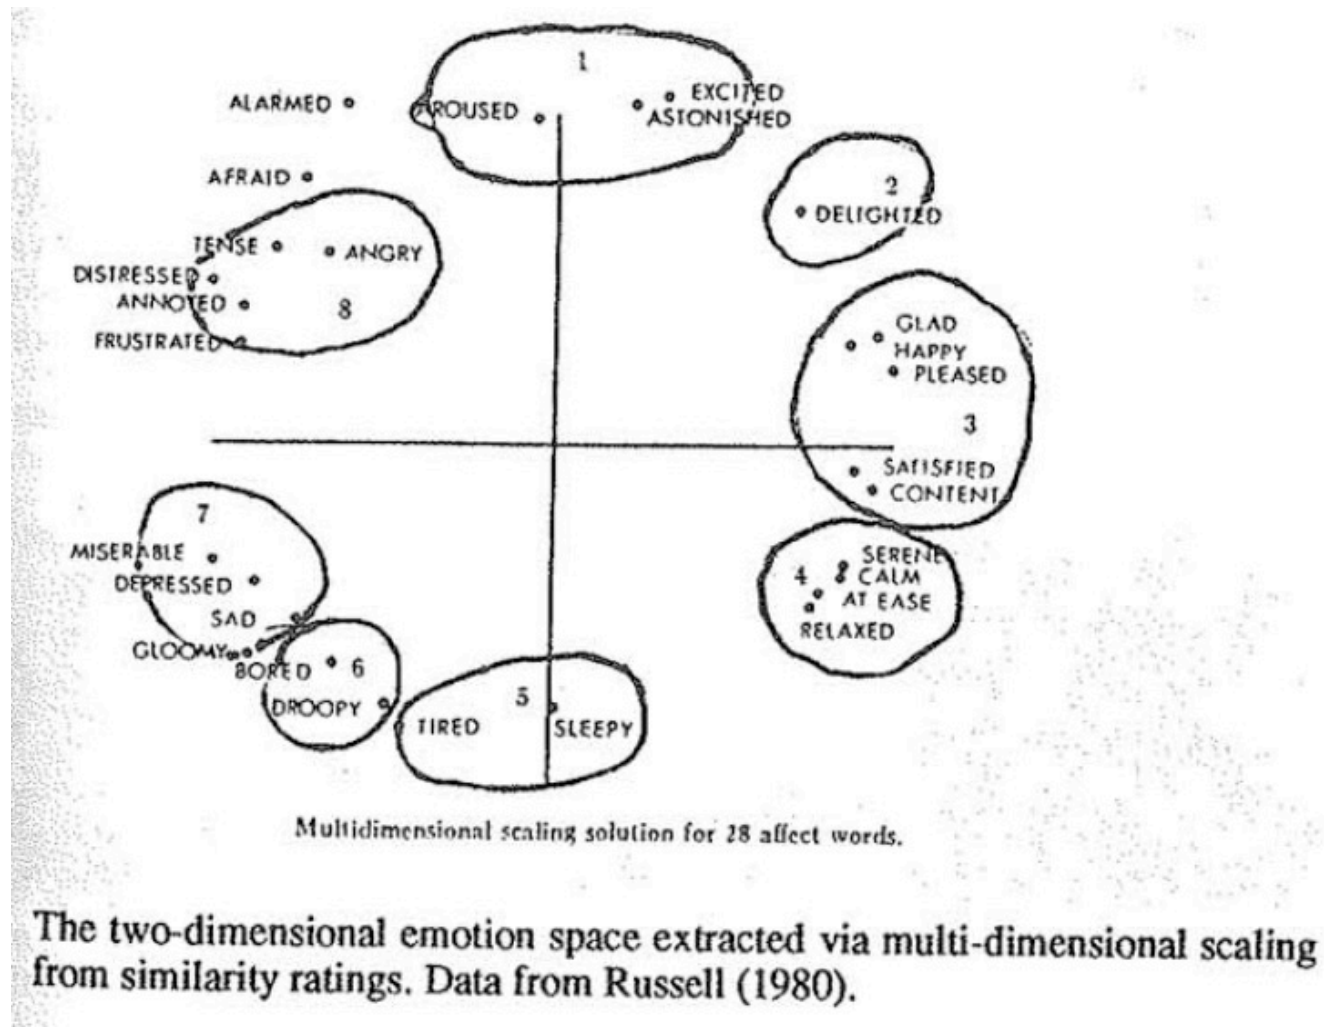 1
EXCITED
ALARMED AROUSED ASTONISHED
AFRAID
2
DELIGHTED
TENSE ANGRY
DISTRESSED
ANNOYED 8
FRUSTRATED
GLAD
HAPPY
PLEASED
3
SATISFIED
CONTENT
7
MISERABLE
DEPRESSED
SAD
GLOOMY
BORED 6
DROOPY
SERENE
4 CALM
AT EASE
RELAXED
5
TIRED SLEEPY
Multidimensional scaling solution for 28 affect words.
The two-dimensional emotion space extracted via multi-dimensional scaling
from similarity ratings. Data from Russell (1980).